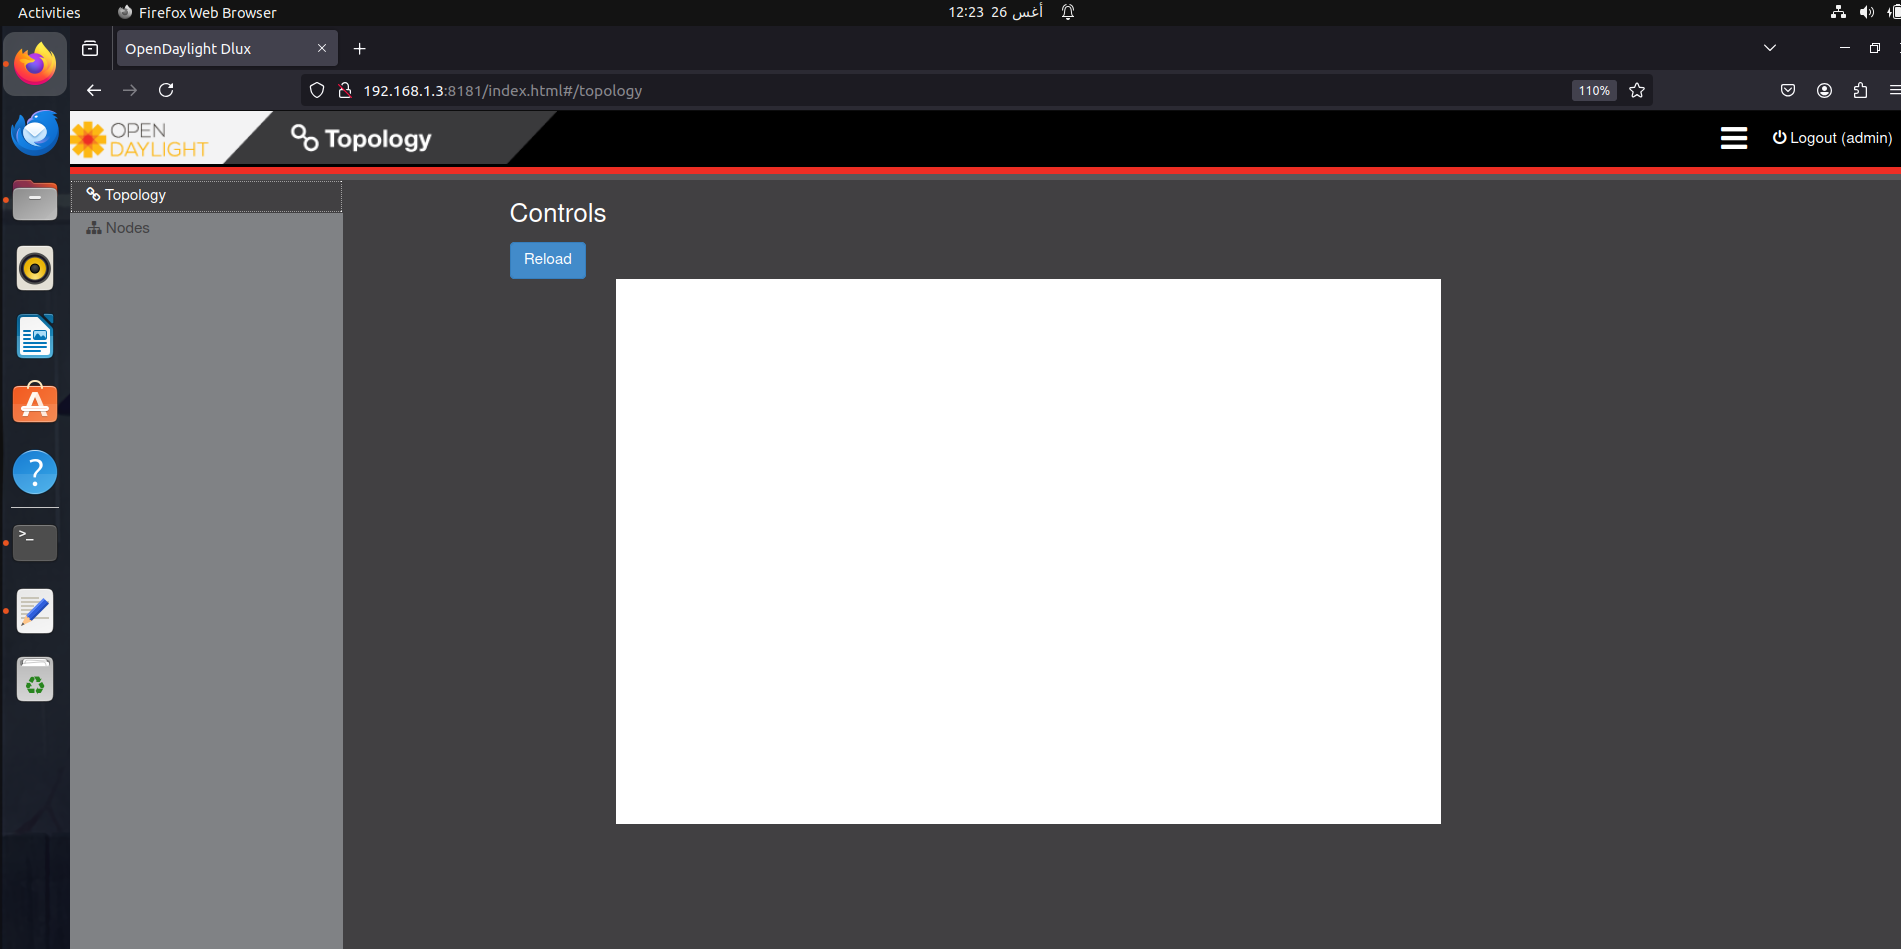 Activities
Firefox Web Browser
12:23 26 أغس
OpenDaylight Dlux
192.168.1.3:8181/index.html#/topology
110%
OPEN
DAYLIGHT
Topology
Logout (admin)
Topology
Nodes
Controls
Reload